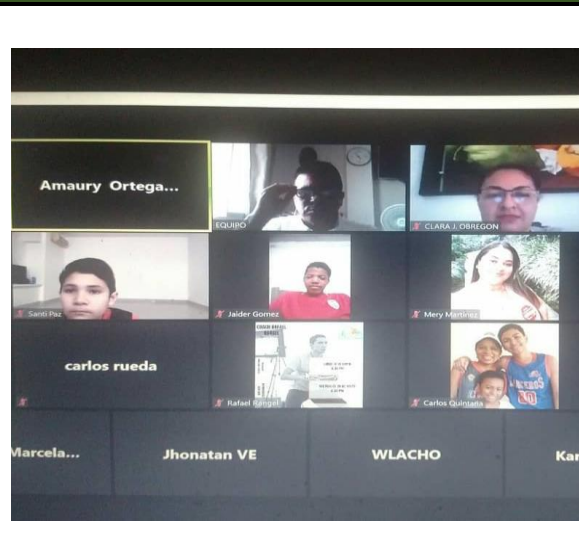 Amaury Ortega...
EQUIPO
CLARA J. OBREGON
Santi Paz
Jaider Gomez
Mery Martinez
carlos rueda
Rafael Rangel
Carlos Quintana
Marcela...
Jhonatan VE
WLACHO
Kar